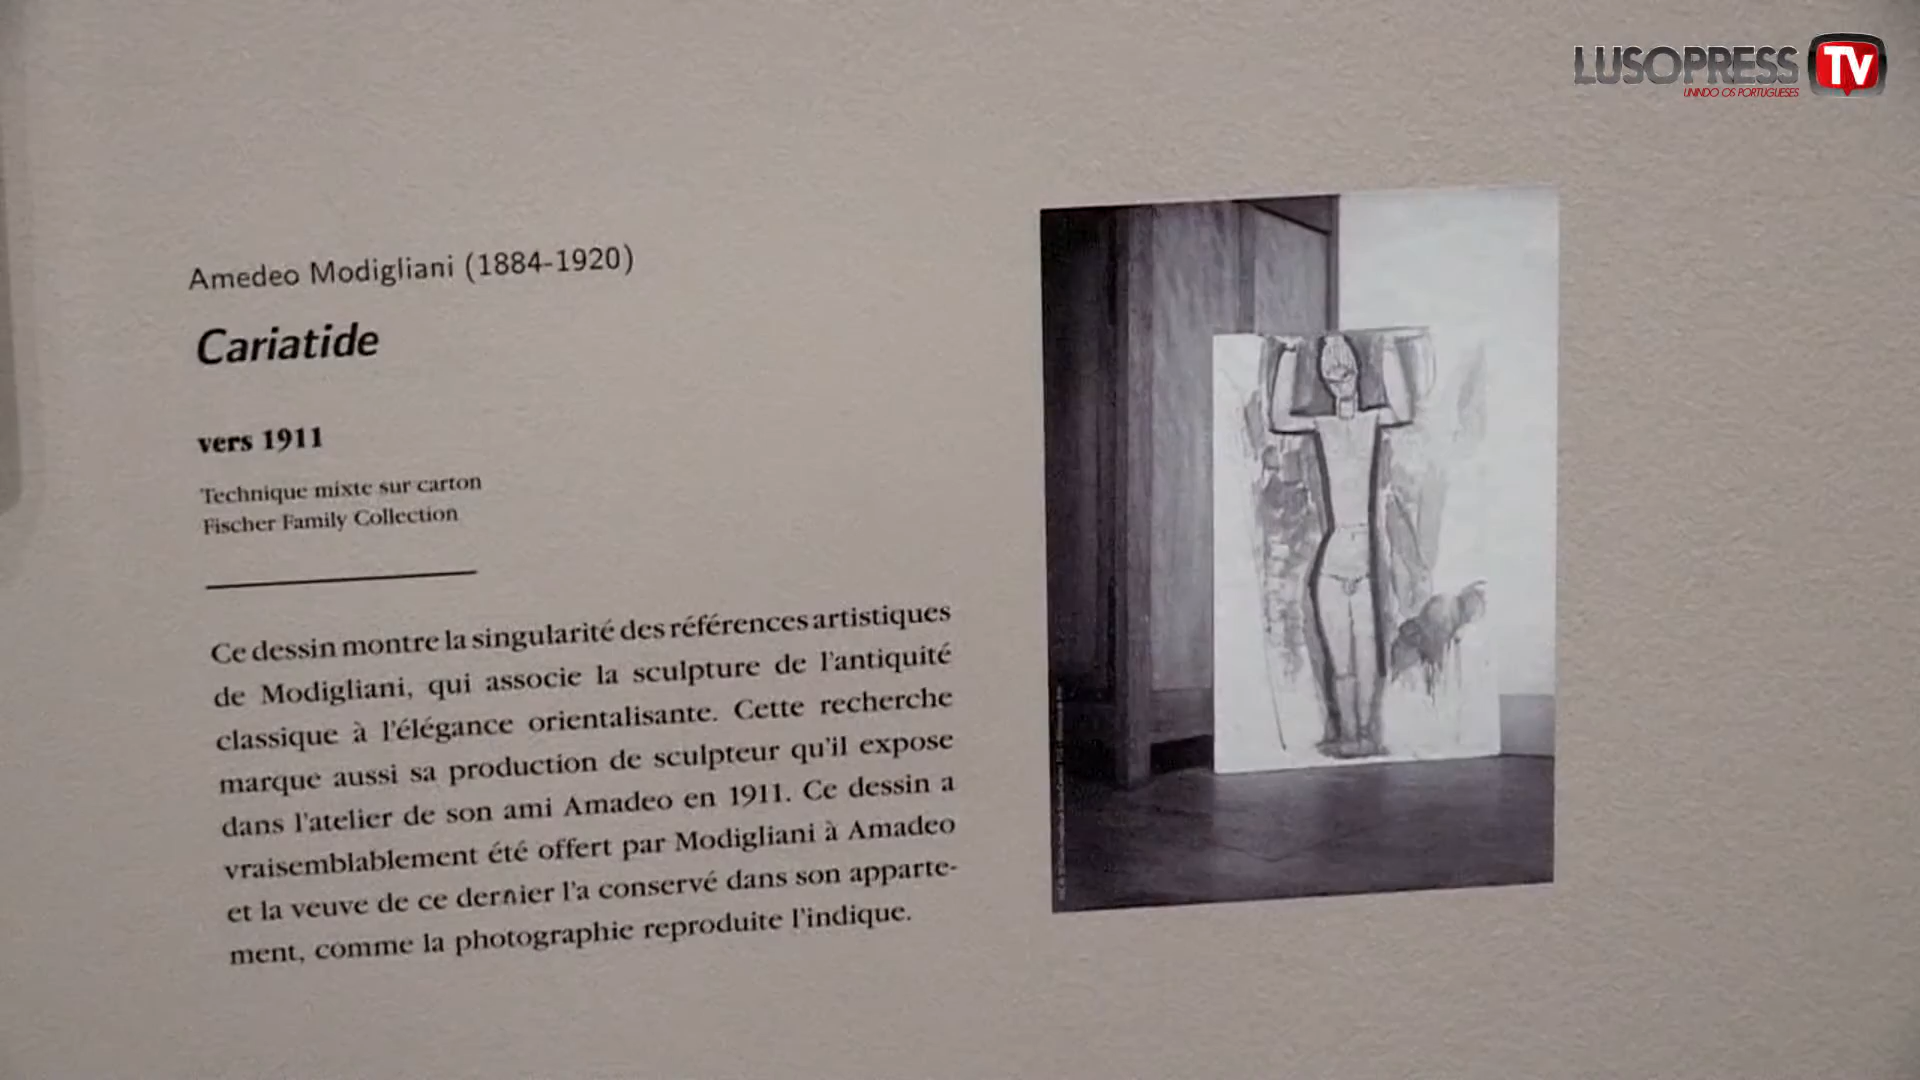 LUSOPRESS TV
UNINDO OS PORTUGUESES
Amedeo Modigliani (1884-1920)
Cariatide
vers 1911
Technique mixte sur carton
Fischer Family Collection
Ce dessin montre la singularité des références artistiques
de Modigliani, qui associe la sculpture de l'antiquité
classique à l'élégance orientalisante. Cette recherche
marque aussi sa production de sculpteur qu'il expose
dans l'atelier de son ami Amadeo en 1911. Ce dessin a
vraisemblablement été offert par Modigliani à Amadeo
et la veuve de ce dernier l'a conservé dans son apparte-
ment, comme la photographie reproduite l'indique.